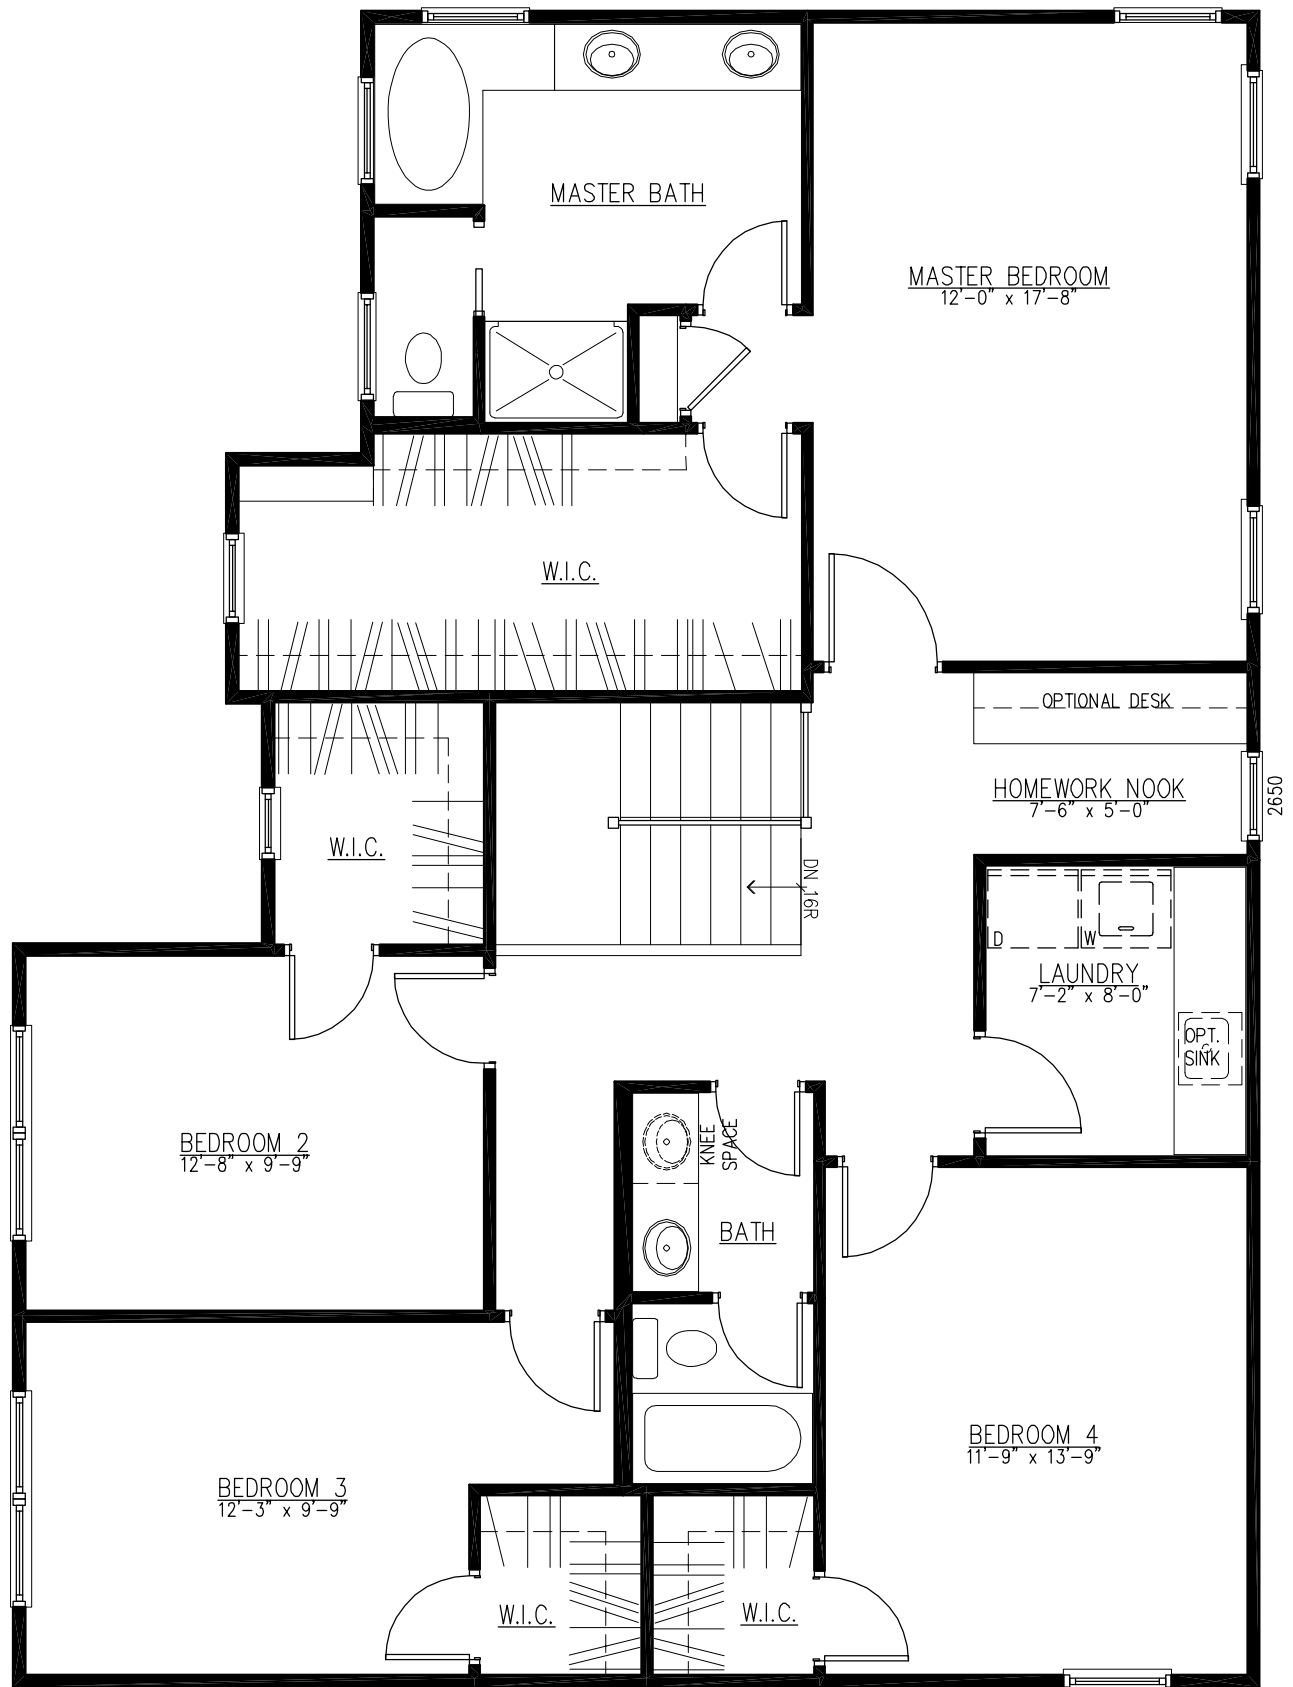 MASTER BATH
MASTER BEDROOM
12'-0" x 17'-8"
W.I.C.
OPTIONAL DESK
HOMEWORK NOOK
7'-6" x 5'-0"
2650
W.I.C.
DN 16R
D
W
LAUNDRY
7'-2" x 8'-0"
OPT.
SINK
BEDROOM 2
12'-8" x 9'-9"
KNEE
SPACE
BATH
BEDROOM 4
11'-9" x 13'-9"
BEDROOM 3
12'-3" x 9'-9"
W.I.C.
W.I.C.